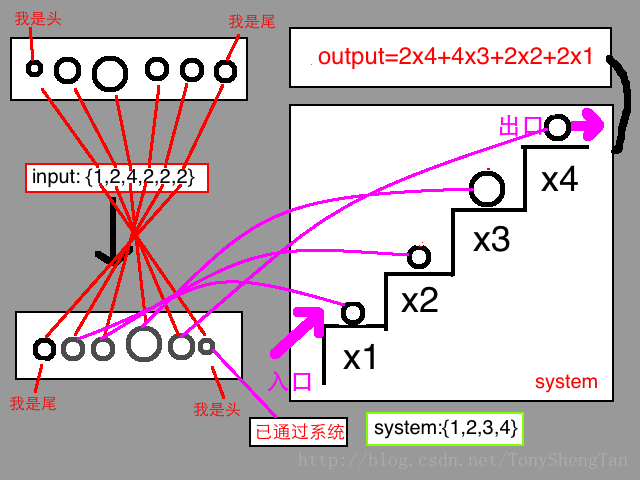 我是头
我是尾
output=2x4+4x3+2x2+2x1
出口
input: {1,2,4,2,2,2}
x4
x3
x2
x1
入口
system
我是尾
我是头
已通过系统
system:{1,2,3,4}
http://blog.csdn.net/TonyShengTan